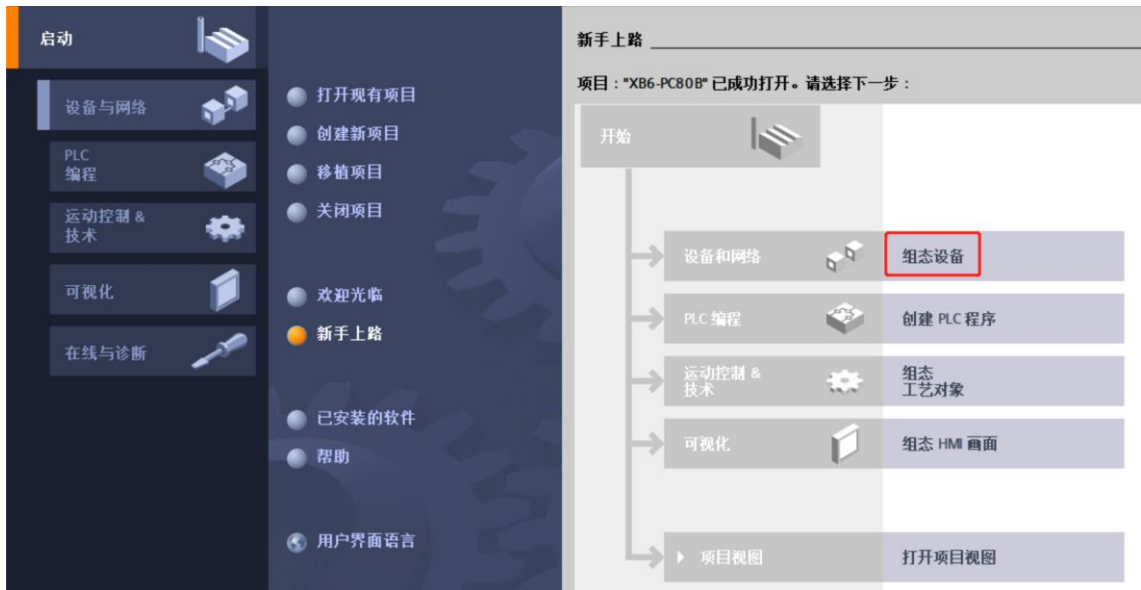 启动
设备与网络
PLC
编程
运动控制 &
技术
可视化
在线与诊断
打开现有项目
创建新项目
移植项目
关闭项目
欢迎光临
新手上路
已安装的软件
帮助
用户界面语言
新手上路
项目："XB6-PC80B" 已成功打开。请选择下一步：
开始
设备和网络
组态设备
PLC 编程
创建 PLC 程序
运动控制 &
技术
组态
工艺对象
可视化
组态 HMI 画面
项目视图
打开项目视图